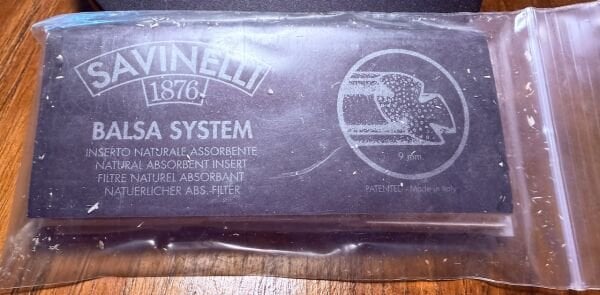 SAVINELLI
1876
BALSA SYSTEM
INSERTO NATURALE ASSORBENTE
NATURAL ABSORBENT INSERT
FILTRE NATUREL ABSORBANT
NATUERLICHER ABS. FILTER
9 mm
PATENTED - Made in Italy